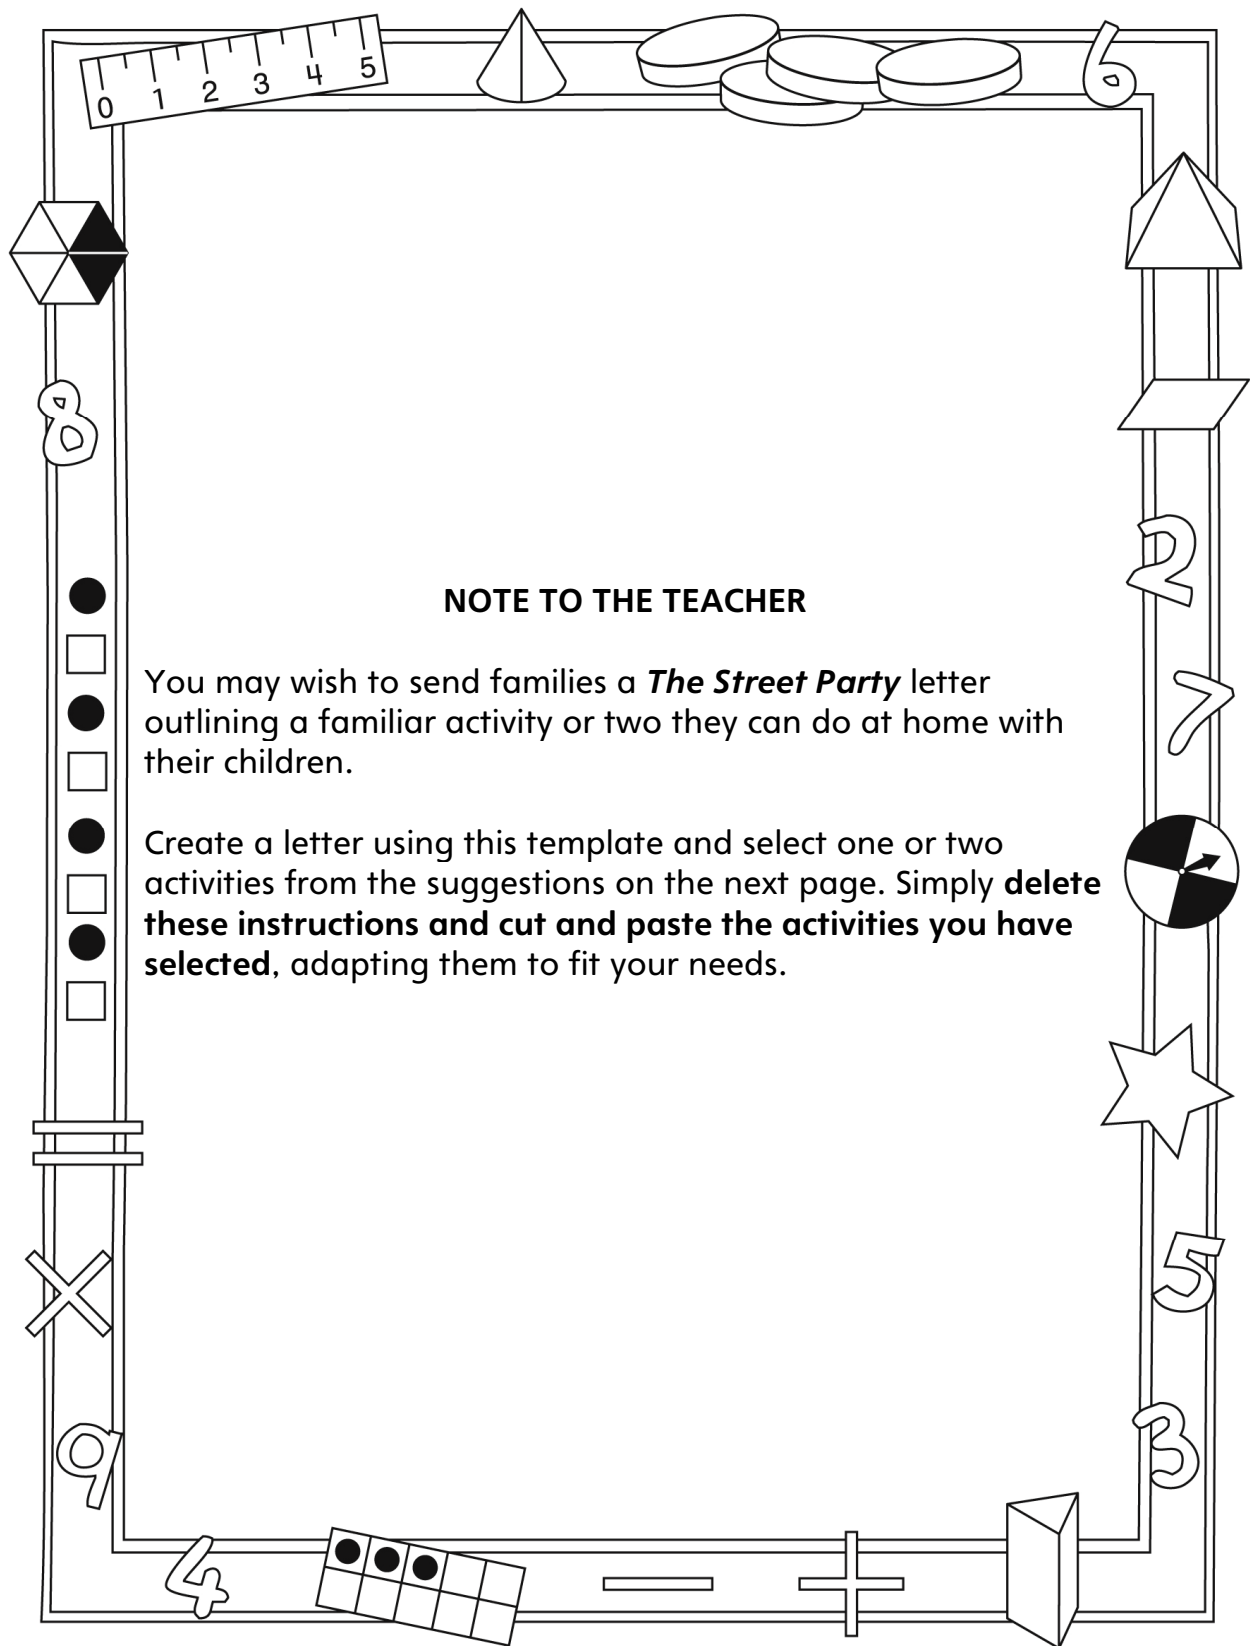 0 1 2 3 4 5
6
8
2
7
NOTE TO THE TEACHER
You may wish to send families a The Street Party letter
outlining a familiar activity or two they can do at home with
their children.
Create a letter using this template and select one or two
activities from the suggestions on the next page. Simply delete
these instructions and cut and paste the activities you have
selected, adapting them to fit your needs.
=
×
5
9
3
4
−
+